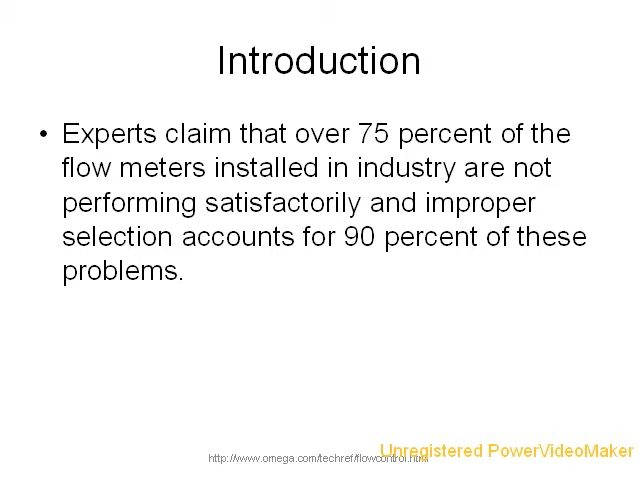 Introduction
• Experts claim that over 75 percent of the
flow meters installed in industry are not
performing satisfactorily and improper
selection accounts for 90 percent of these
problems.
Unregistered PowerVideoMaker
http://www.omega.com/techref/flowcontrol.html